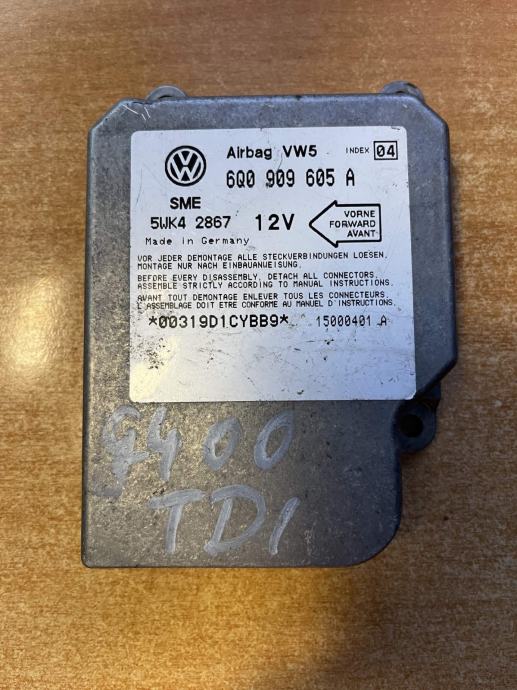 Airbag VW5 INDEX 04
6Q0 909 605 A
SME
5WK4 2867 12V
VORNE
FORWARD
AVANT
Made in Germany
VOR JEDER DEMONTAGE ALLE STECKVERBINDUNGEN LOESEN.
MONTAGE NUR NACH EINBAUANWEISUNG.
BEFORE EVERY DISASSEMBLY, DETACH ALL CONNECTORS.
ASSEMBLE STRICTLY ACCORDING TO MANUAL INSTRUCTIONS.
AVANT TOUT DEMONTAGE ENLEVER TOUS LES CONNECTEURS.
L'ASSEMBLAGE DOIT ETRE CONFORME AU MANUEL D'INSTRUCTIONS.
*00319D1CYBB9* 15000401 A
G400
TDI